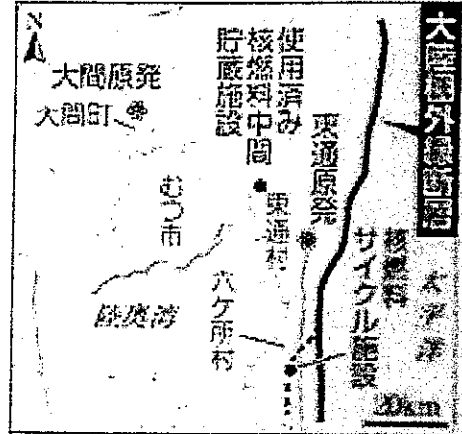 大陸棚外縁断層
N
大間原発
大間町
使用済み
核燃料中間
貯蔵施設
東通原発
むつ市
東通村
六ケ所村
核燃料
サイクル施設
太平洋
陸奥湾
20km